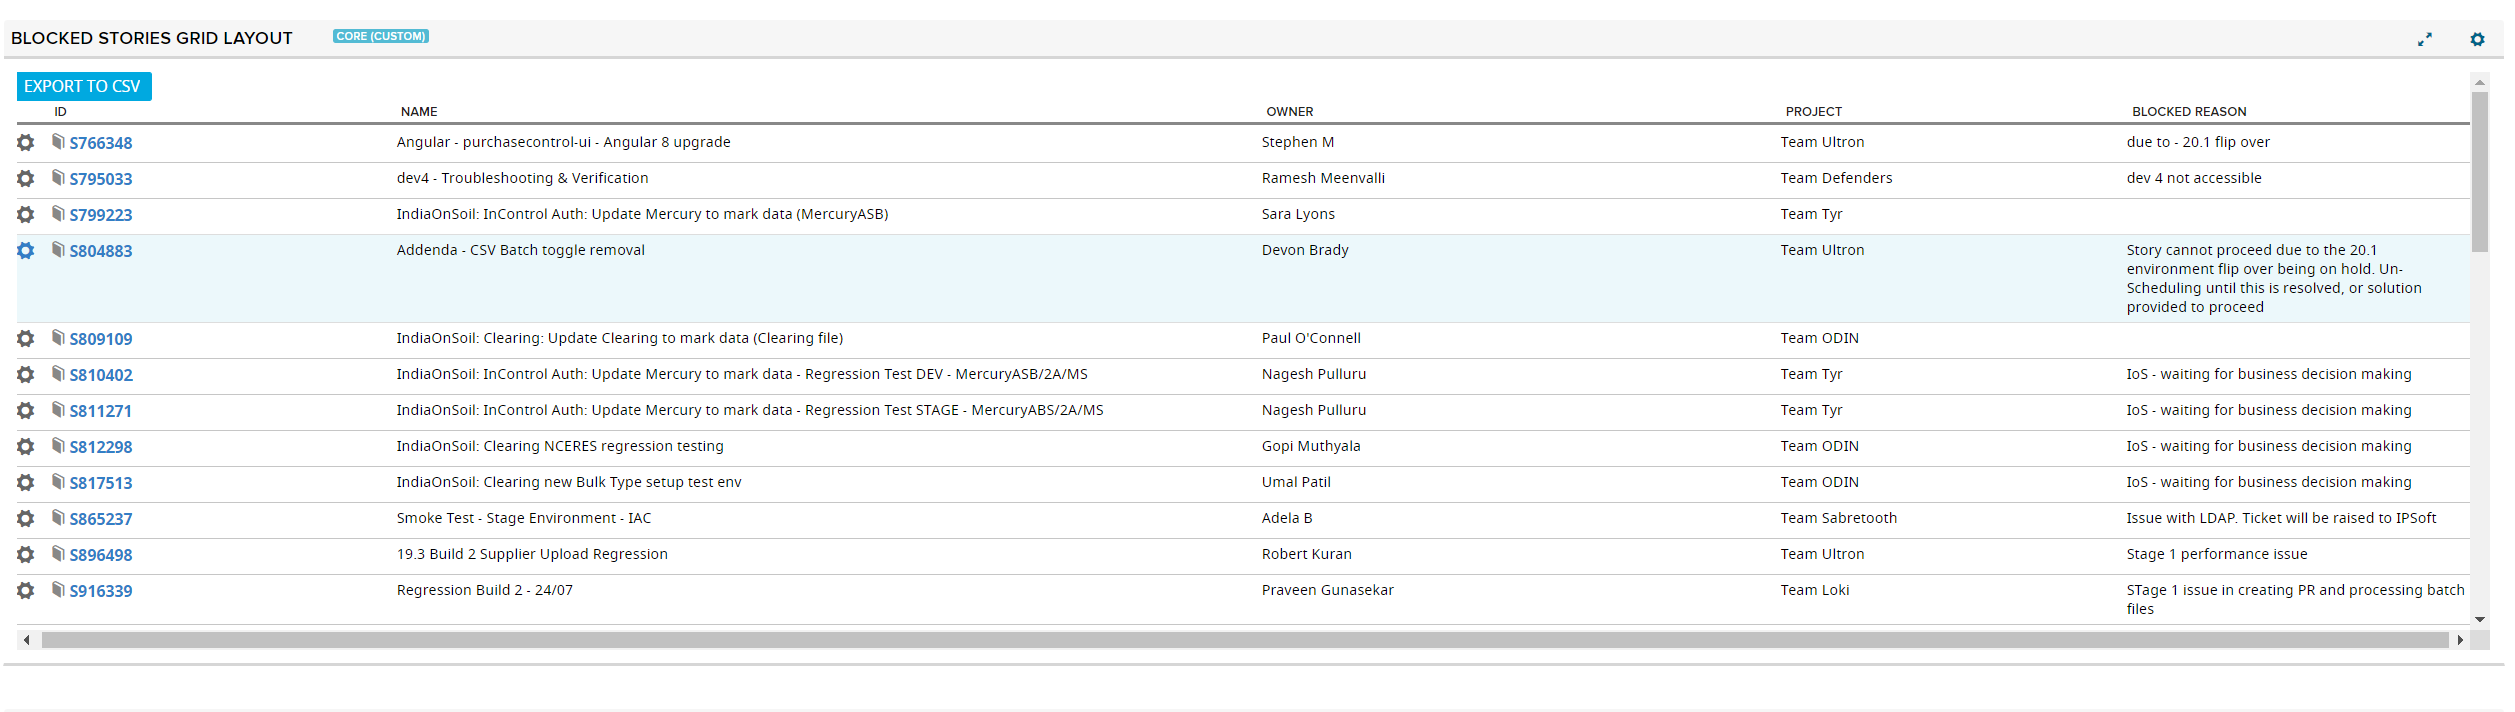 BLOCKED STORIES GRID LAYOUT CORE (CUSTOM)
EXPORT TO CSV
ID NAME OWNER PROJECT BLOCKED REASON
S766348 Angular - purchasecontrol-ui - Angular 8 upgrade Stephen M Team Ultron due to - 20.1 flip over
S795033 dev4 - Troubleshooting & Verification Ramesh Meenvalli Team Defenders dev 4 not accessible
S799223 IndiaOnSoil: InControl Auth: Update Mercury to mark data (MercuryASB) Sara Lyons Team Tyr
S804883 Addenda - CSV Batch toggle removal Devon Brady Team Ultron Story cannot proceed due to the 20.1
environment flip over being on hold. Un-
Scheduling until this is resolved, or solution
provided to proceed
S809109 IndiaOnSoil: Clearing: Update Clearing to mark data (Clearing file) Paul O'Connell Team ODIN
S810402 IndiaOnSoil: InControl Auth: Update Mercury to mark data - Regression Test DEV - MercuryASB/2A/MS Nagesh Pulluru Team Tyr IoS - waiting for business decision making
S811271 IndiaOnSoil: InControl Auth: Update Mercury to mark data - Regression Test STAGE - MercuryABS/2A/MS Nagesh Pulluru Team Tyr IoS - waiting for business decision making
S812298 IndiaOnSoil: Clearing NCERES regression testing Gopi Muthyala Team ODIN IoS - waiting for business decision making
S817513 IndiaOnSoil: Clearing new Bulk Type setup test env Umal Patil Team ODIN IoS - waiting for business decision making
S865237 Smoke Test - Stage Environment - IAC Adela B Team Sabretooth Issue with LDAP. Ticket will be raised to IPSoft
S896498 19.3 Build 2 Supplier Upload Regression Robert Kuran Team Ultron Stage 1 performance issue
S916339 Regression Build 2 - 24/07 Praveen Gunasekar Team Loki STage 1 issue in creating PR and processing batch
files